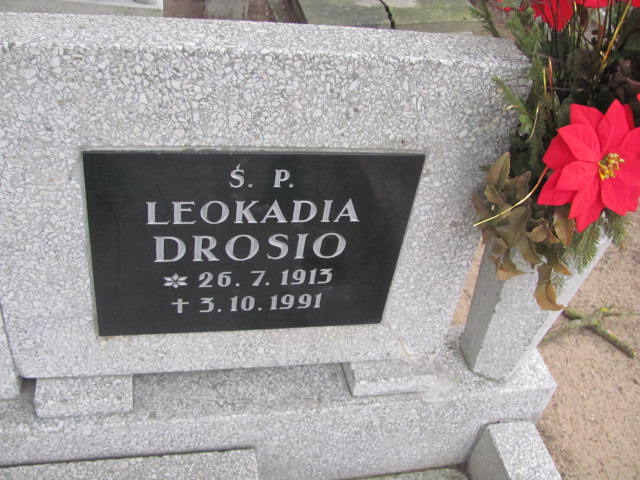 Ś. P.
LEOKADIA
DROSIO
* 26. 7. 1913
† 3. 10. 1991